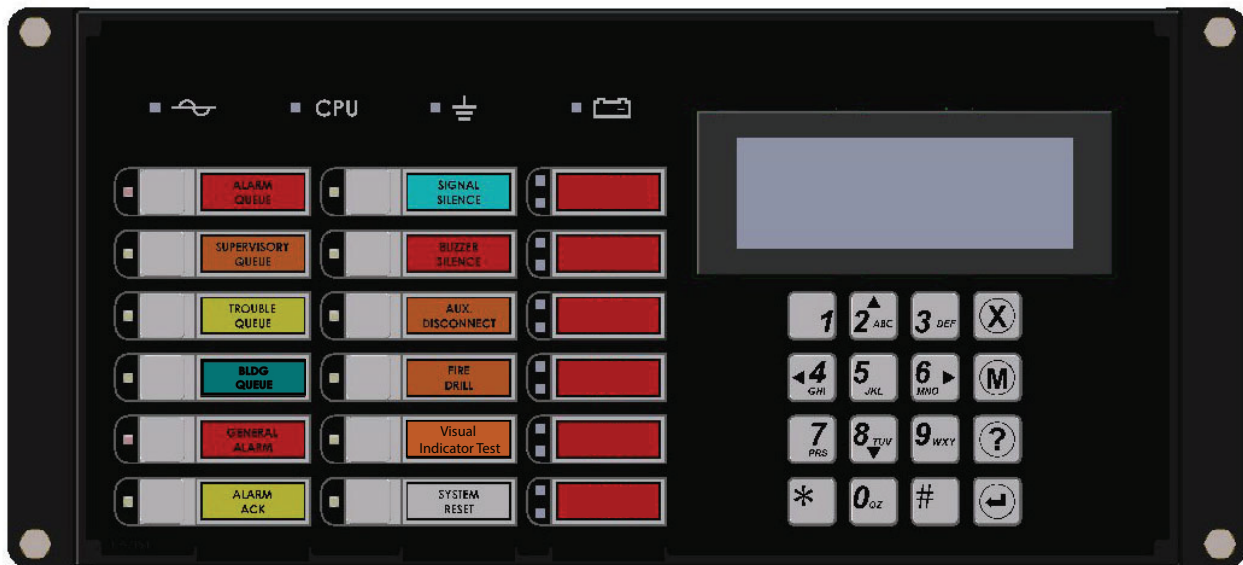 CPU
ALARM
QUEUE
SIGNAL
SILENCE
SUPERVISORY
QUEUE
BUZZER
SILENCE
TROUBLE
QUEUE
AUX.
DISCONNECT
BLDG
QUEUE
FIRE
DRILL
GENERAL
ALARM
Visual
Indicator Test
ALARM
ACK
SYSTEM
RESET
1 2 ABC 3 DEF X
4 GHI 5 JKL 6 MNO M
7 PRS 8 TUV 9 WXY ?
* 0 QZ #